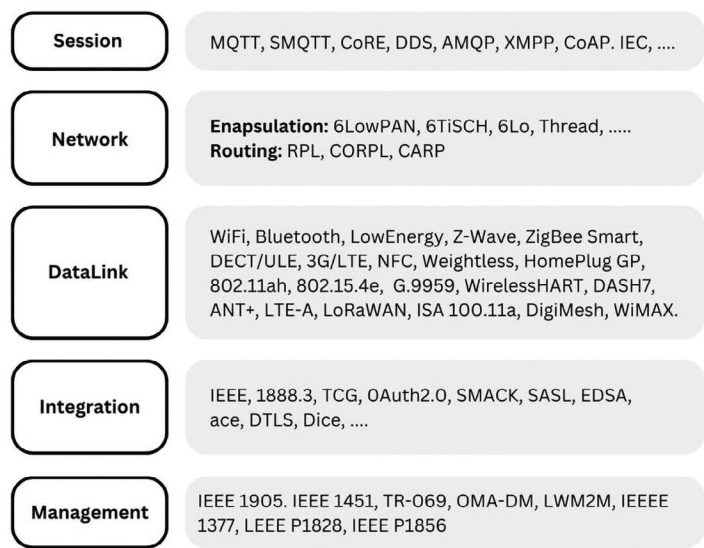 Session
MQTT, SMQTT, CoRE, DDS, AMQP, XMPP, CoAP. IEC, ....
Network
Enapsulation: 6LowPAN, 6TiSCH, 6Lo, Thread, .....
Routing: RPL, CORPL, CARP
DataLink
WiFi, Bluetooth, LowEnergy, Z-Wave, ZigBee Smart,
DECT/ULE, 3G/LTE, NFC, Weightless, HomePlug GP,
802.11ah, 802.15.4e, G.9959, WirelessHART, DASH7,
ANT+, LTE-A, LoRaWAN, ISA 100.11a, DigiMesh, WiMAX.
Integration
IEEE, 1888.3, TCG, 0Auth2.0, SMACK, SASL, EDSA,
ace, DTLS, Dice, ....
Management
IEEE 1905. IEEE 1451, TR-069, OMA-DM, LWM2M, IEEEE
1377, LEEE P1828, IEEE P1856